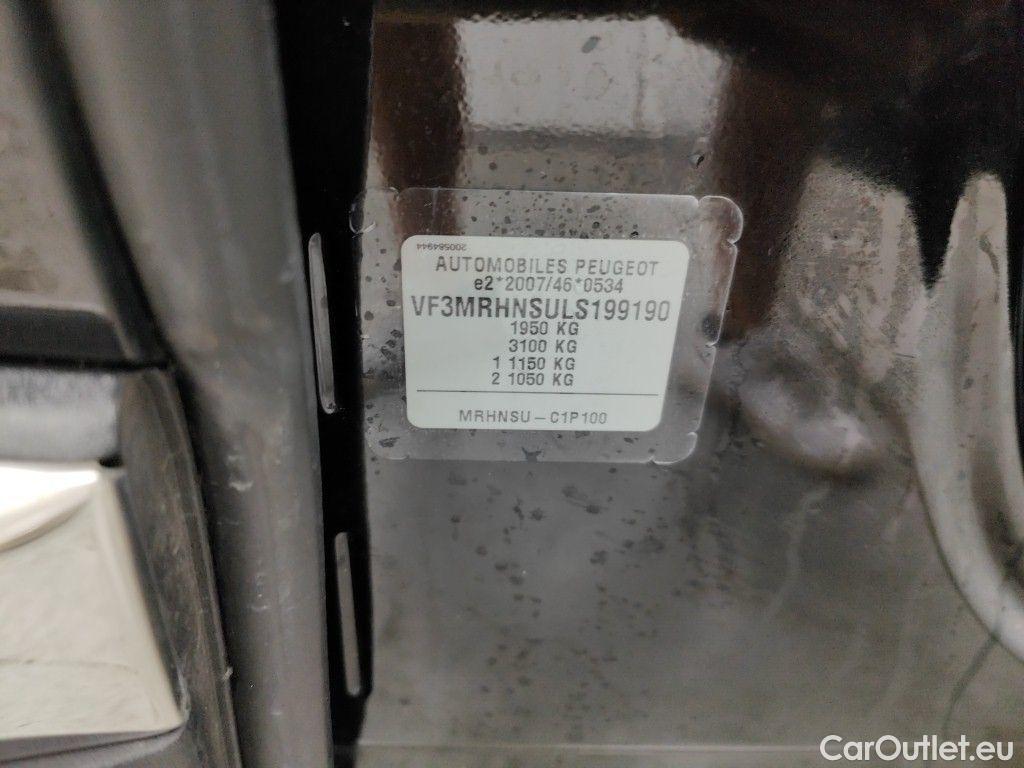 200584944
AUTOMOBILES PEUGEOT
e2*2007/46*0534
VF3MRHNSULS199190
1950 KG
3100 KG
1 1150 KG
2 1050 KG
MRHNSU-C1P100
CarOutlet.eu